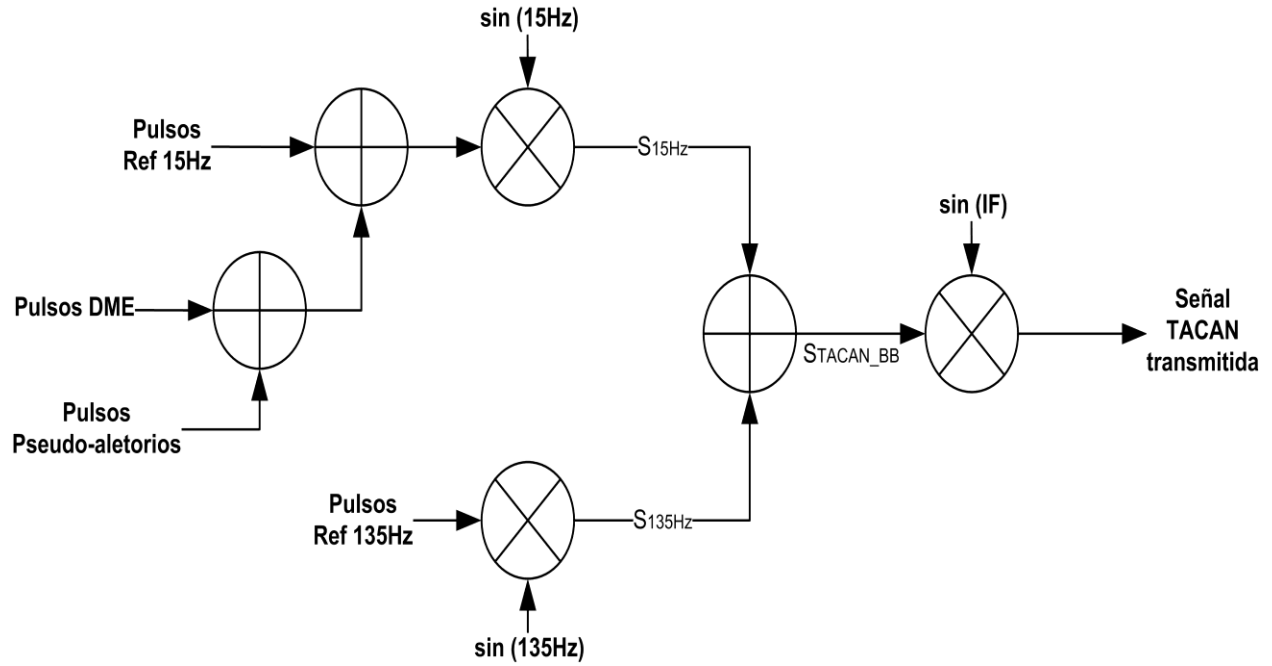 sin (15Hz)
Pulsos
Ref 15Hz
S15Hz
sin (IF)
Pulsos DME
Señal
TACAN
transmitida
STACAN_BB
Pulsos
Pseudo-aletorios
Pulsos
Ref 135Hz
S135Hz
sin (135Hz)